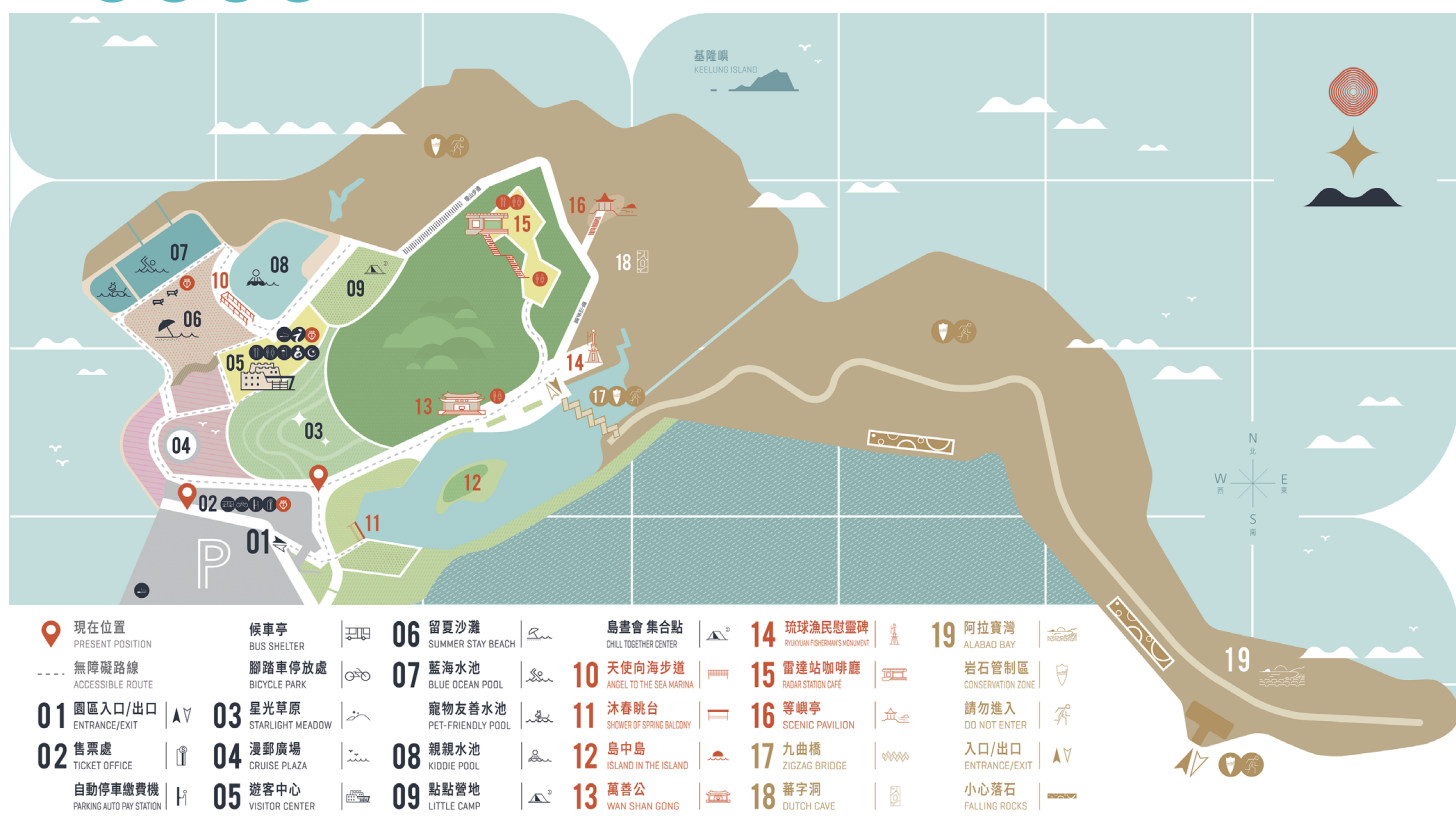 基隆嶼
KEELUNG ISLAND
環山步道
16
15
07
08
10
18
09
06
05
14
17
13
03
04
12
02
11
01
P
N
北
W
西
E
東
S
南
19
現在位置
PRESENT POSITION
無障礙路線
ACCESSIBLE ROUTE
01 園區入口/出口
ENTRANCE/EXIT
02 售票處
TICKET OFFICE
自動停車繳費機
PARKING AUTO PAY STATION
候車亭
BUS SHELTER
腳踏車停放處
BICYCLE PARK
03 星光草原
STARLIGHT MEADOW
04 漫郵廣場
CRUISE PLAZA
05 遊客中心
VISITOR CENTER
06 留夏沙灘
SUMMER STAY BEACH
07 藍海水池
BLUE OCEAN POOL
寵物友善水池
PET-FRIENDLY POOL
08 親親水池
KIDDIE POOL
09 點點營地
LITTLE CAMP
島晝會 集合點
CHILL TOGETHER CENTER
10 天使向海步道
ANGEL TO THE SEA MARINA
11 沐春眺台
SHOWER OF SPRING BALCONY
12 島中島
ISLAND IN THE ISLAND
13 萬善公
WAN SHAN GONG
14 琉球漁民慰靈碑
RYUKYUAN FISHERMAN'S MONUMENT
15 雷達站咖啡廳
RADAR STATION CAFÉ
16 等嶼亭
SCENIC PAVILION
17 九曲橋
ZIGZAG BRIDGE
18 蕃字洞
DUTCH CAVE
19 阿拉寶灣
ALABAO BAY
岩石管制區
CONSERVATION ZONE
請勿進入
DO NOT ENTER
入口/出口
ENTRANCE/EXIT
小心落石
FALLING ROCKS